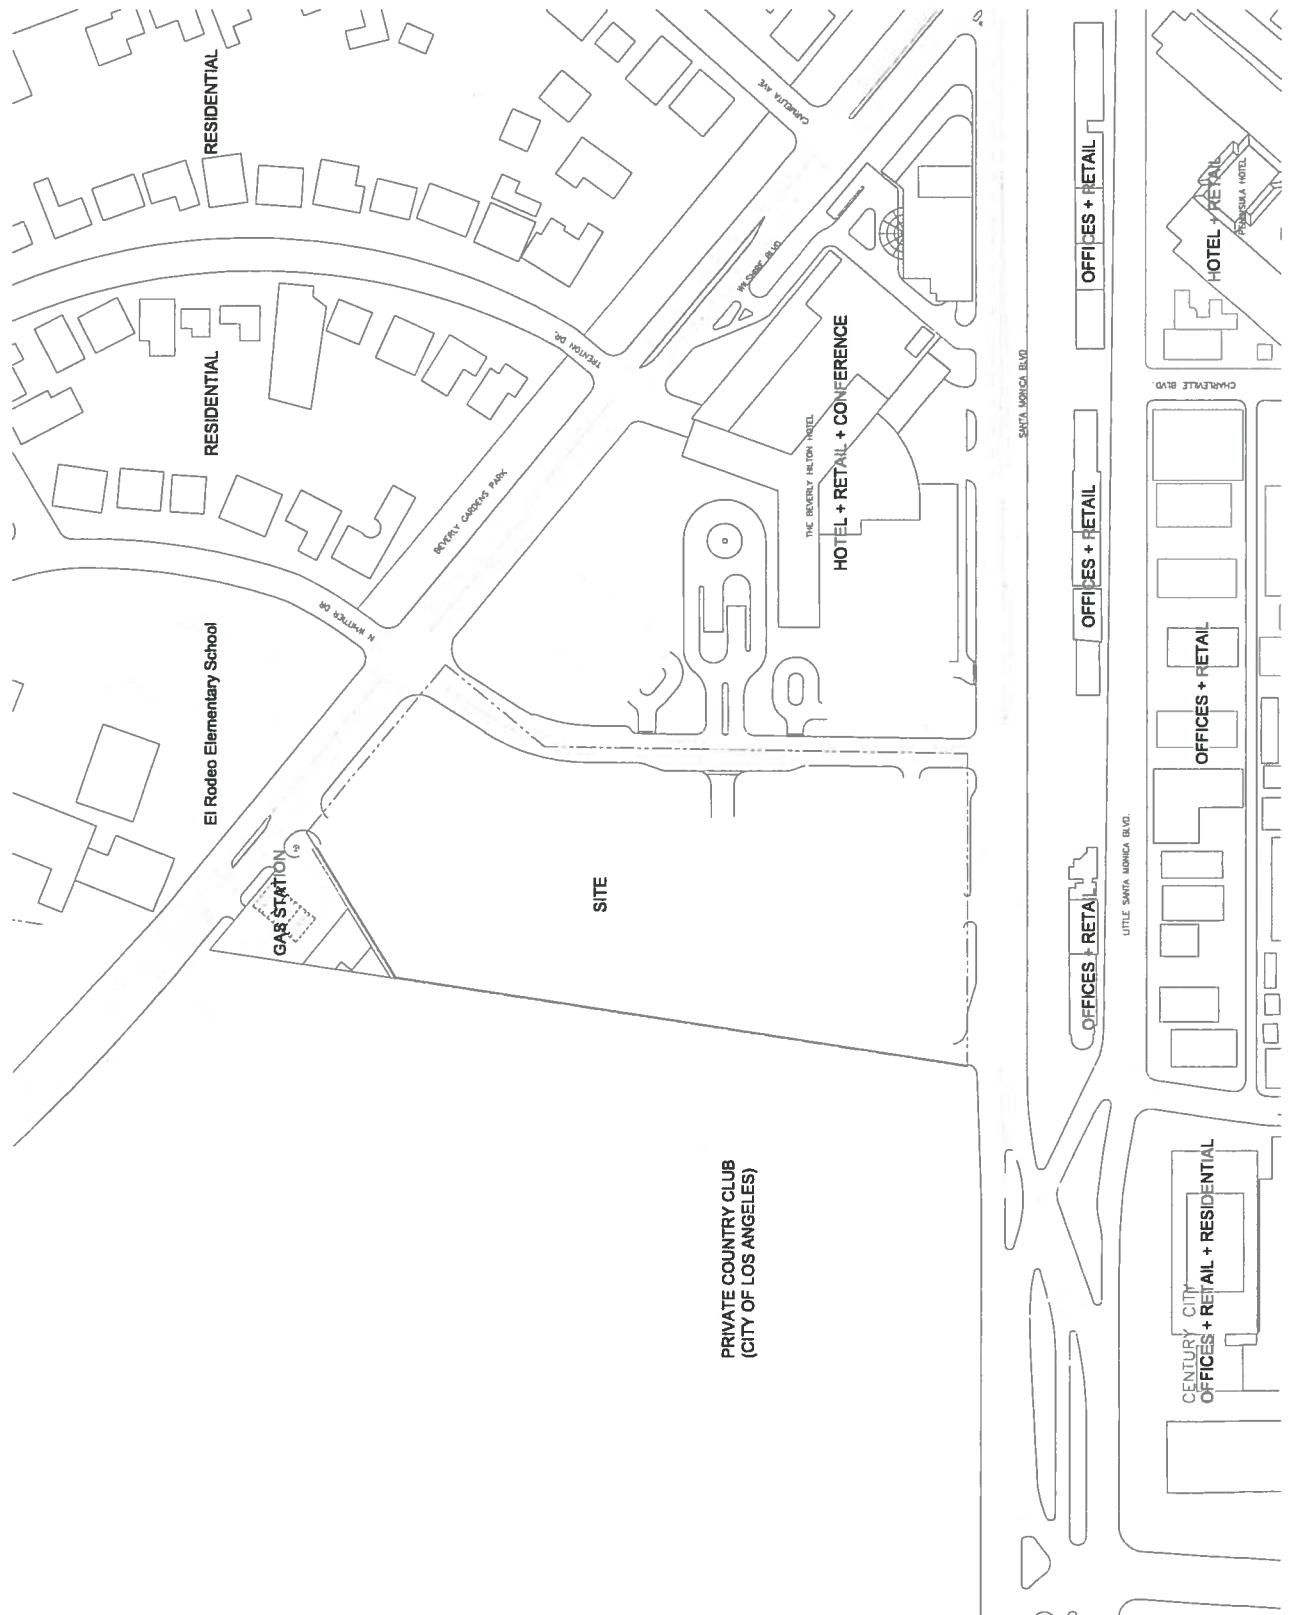 RESIDENTIAL
RESIDENTIAL
El Rodeo Elementary School
GAS STATION
N WHITTIER DR
BEVERLY GARDENS PARK
TRENTON DR.
CARMELITA AVE
WILSHIRE BLVD
SITE
PRIVATE COUNTRY CLUB
(CITY OF LOS ANGELES)
THE BEVERLY HILTON HOTEL
HOTEL + RETAIL + CONFERENCE
SANTA MONICA BLVD
OFFICES + RETAIL
OFFICES + RETAIL
OFFICES + RETAIL
LITTLE SANTA MONICA BLVD.
CHARLEVILLE BLVD.
OFFICES + RETAIL
HOTEL + RETAIL
PENINSULA HOTEL
CENTURY CITY
OFFICES + RETAIL + RESIDENTIAL